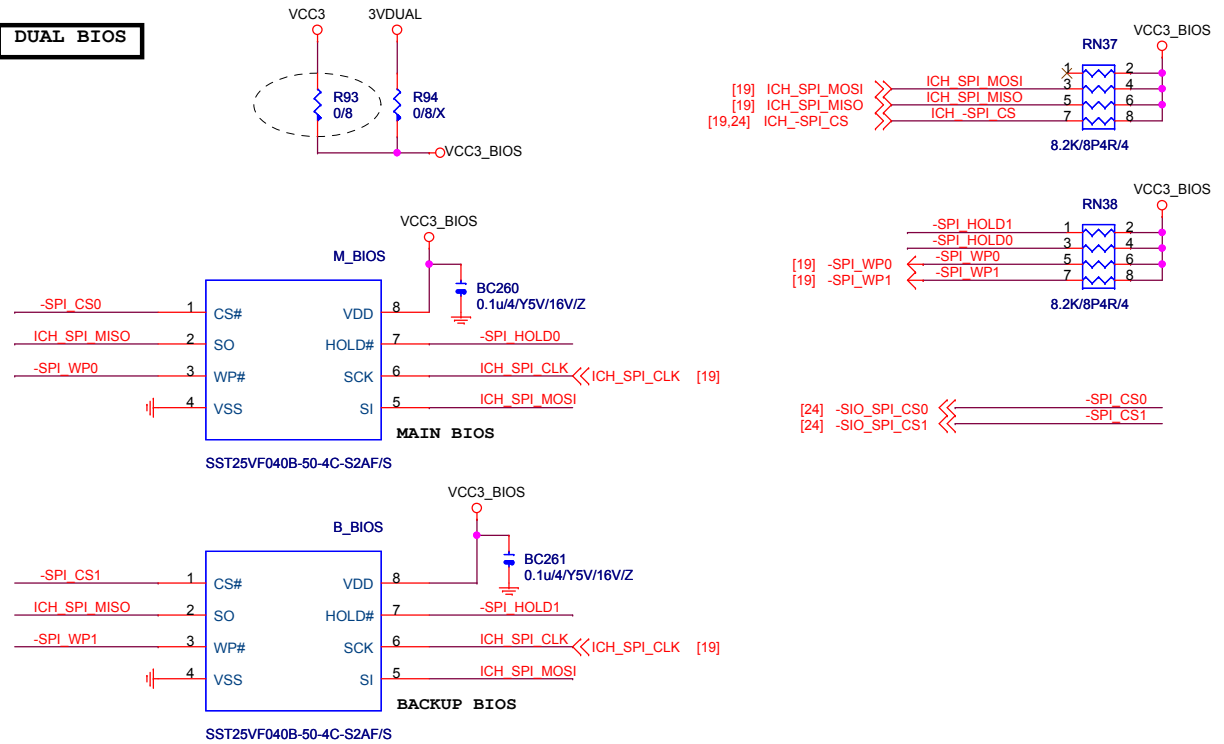 DUAL BIOS
VCC3 3VDUAL
R93 0/8
R94 0/8/X
VCC3_BIOS
VCC3_BIOS
RN37
1 2
[19] ICH_SPI_MOSI ICH_SPI_MOSI 3 4
[19] ICH_SPI_MISO ICH_SPI_MISO 5 6
[19,24] ICH_-SPI_CS ICH_-SPI_CS 7 8
8.2K/8P4R/4
VCC3_BIOS
RN38
-SPI_HOLD1 1 2
-SPI_HOLD0 3 4
[19] -SPI_WP0 -SPI_WP0 5 6
[19] -SPI_WP1 -SPI_WP1 7 8
8.2K/8P4R/4
VCC3_BIOS
M_BIOS
BC260
0.1u/4/Y5V/16V/Z
-SPI_CS0 1 CS# VDD 8
ICH_SPI_MISO 2 SO HOLD# 7 -SPI_HOLD0
-SPI_WP0 3 WP# SCK 6 ICH_SPI_CLK ICH_SPI_CLK [19]
4 VSS SI 5 ICH_SPI_MOSI
MAIN BIOS
SST25VF040B-50-4C-S2AF/S
[24] -SIO_SPI_CS0 -SPI_CS0
[24] -SIO_SPI_CS1 -SPI_CS1
VCC3_BIOS
B_BIOS
BC261
0.1u/4/Y5V/16V/Z
-SPI_CS1 1 CS# VDD 8
ICH_SPI_MISO 2 SO HOLD# 7 -SPI_HOLD1
-SPI_WP1 3 WP# SCK 6 ICH_SPI_CLK ICH_SPI_CLK [19]
4 VSS SI 5 ICH_SPI_MOSI
BACKUP BIOS
SST25VF040B-50-4C-S2AF/S